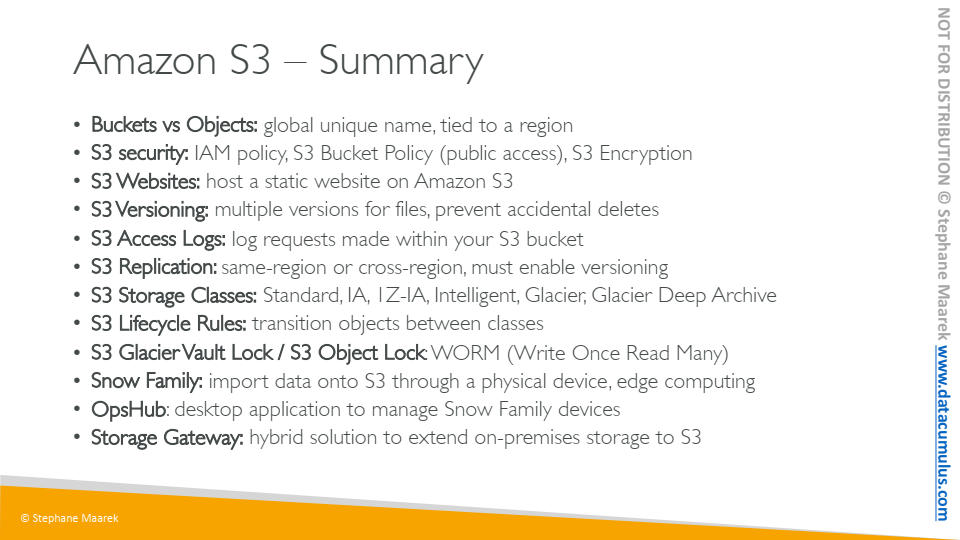 Amazon S3 – Summary
• Buckets vs Objects: global unique name, tied to a region
• S3 security: IAM policy, S3 Bucket Policy (public access), S3 Encryption
• S3 Websites: host a static website on Amazon S3
• S3 Versioning: multiple versions for files, prevent accidental deletes
• S3 Access Logs: log requests made within your S3 bucket
• S3 Replication: same-region or cross-region, must enable versioning
• S3 Storage Classes: Standard, IA, 1Z-IA, Intelligent, Glacier, Glacier Deep Archive
• S3 Lifecycle Rules: transition objects between classes
• S3 Glacier Vault Lock / S3 Object Lock: WORM (Write Once Read Many)
• Snow Family: import data onto S3 through a physical device, edge computing
• OpsHub: desktop application to manage Snow Family devices
• Storage Gateway: hybrid solution to extend on-premises storage to S3
© Stephane Maarek
NOT FOR DISTRIBUTION © Stephane Maarek www.datacumulus.com